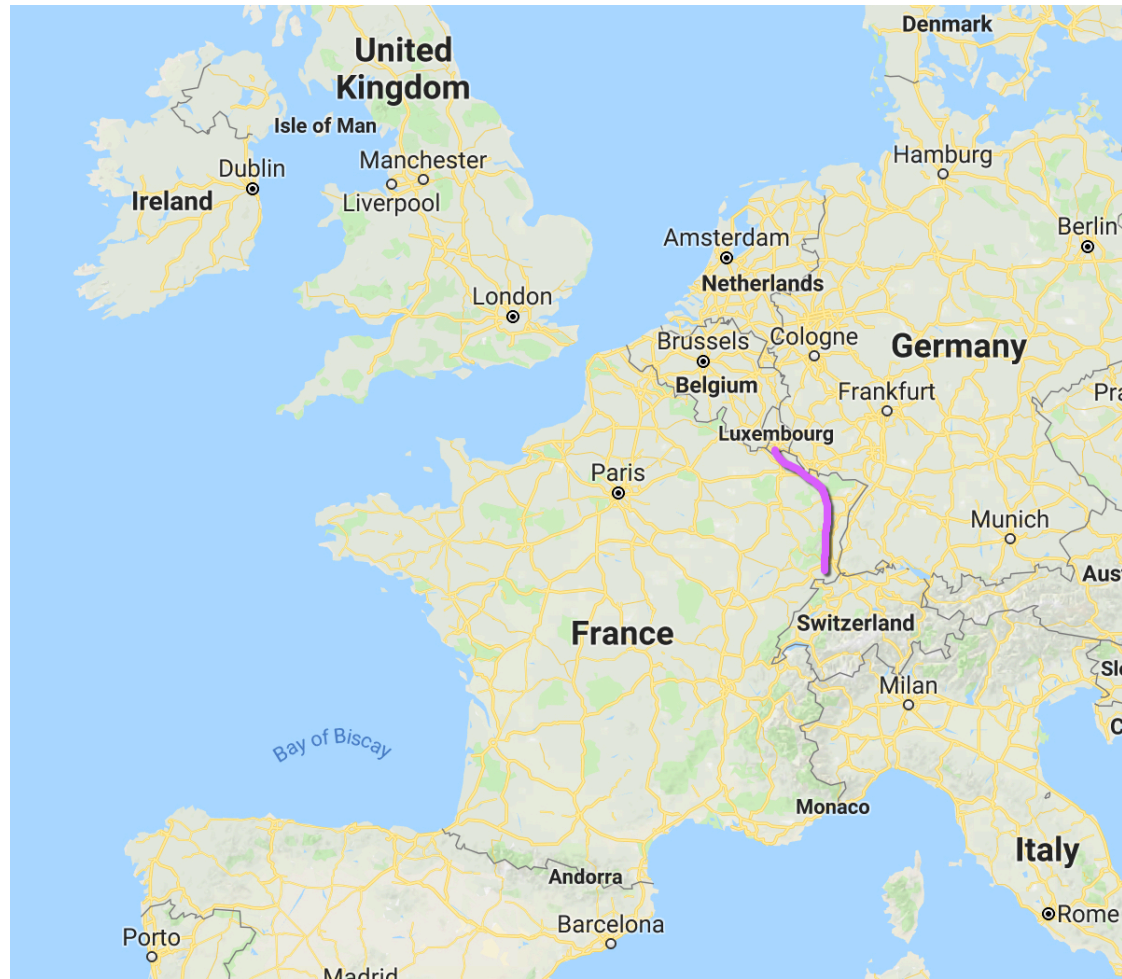 Denmark
United
Kingdom
Isle of Man
Hamburg
Manchester
Dublin
Ireland
Liverpool
Berlin
Amsterdam
Netherlands
London
Brussels
Cologne
Germany
Belgium
Frankfurt
Pra
Luxembourg
Paris
Munich
Aus
Switzerland
France
Sl
Milan
C
Bay of Biscay
Monaco
Italy
Andorra
Rome
Barcelona
Porto
Madrid